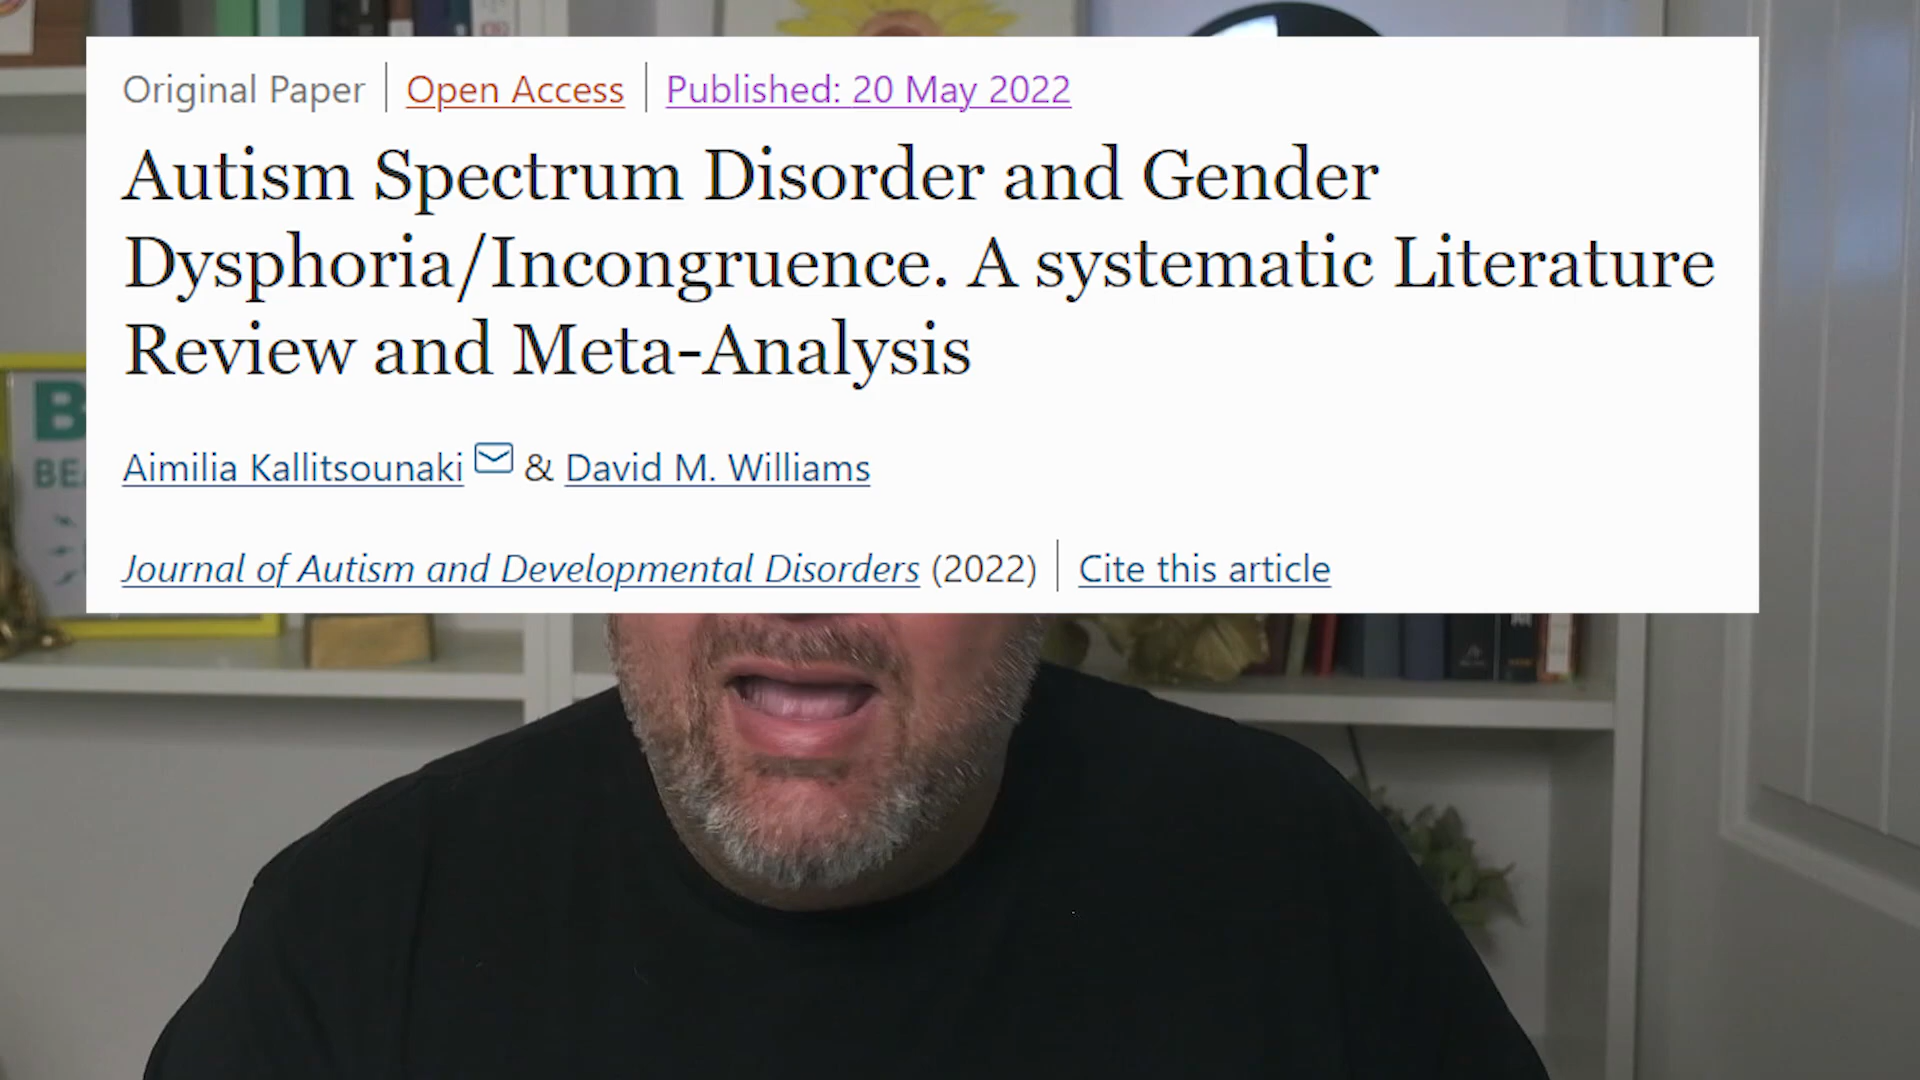 Original Paper | Open Access | Published: 20 May 2022
Autism Spectrum Disorder and Gender
Dysphoria/Incongruence. A systematic Literature
Review and Meta-Analysis
Aimilia Kallitsounaki & David M. Williams
Journal of Autism and Developmental Disorders (2022) | Cite this article
B
BE